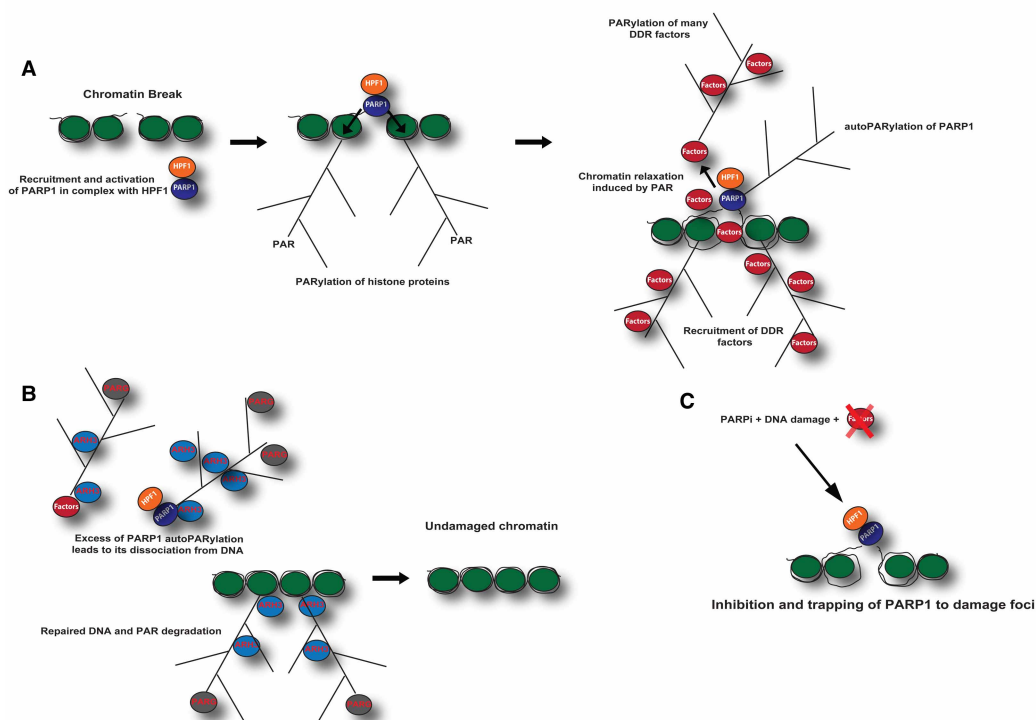 A
Chromatin Break
HPF1
PARP1
Recruitment and activation
of PARP1 in complex with HPF1
HPF1
PARP1
PAR
PAR
PARylation of histone proteins
PARylation of many
DDR factors
Factors
Factors
Factors
autoPARylation of PARP1
Chromatin relaxation
induced by PAR
HPF1
PARP1
Factors
Factors
Factors
Factors
Factors
Factors
Factors
Recruitment of DDR
factors
B
Factors
HPF1
PARP1
Excess of PARP1 autoPARylation
leads to its dissociation from DNA
Undamaged chromatin
Repaired DNA and PAR degradation
C
PARPi + DNA damage +
Factors
HPF1
PARP1
Inhibition and trapping of PARP1 to damage foci